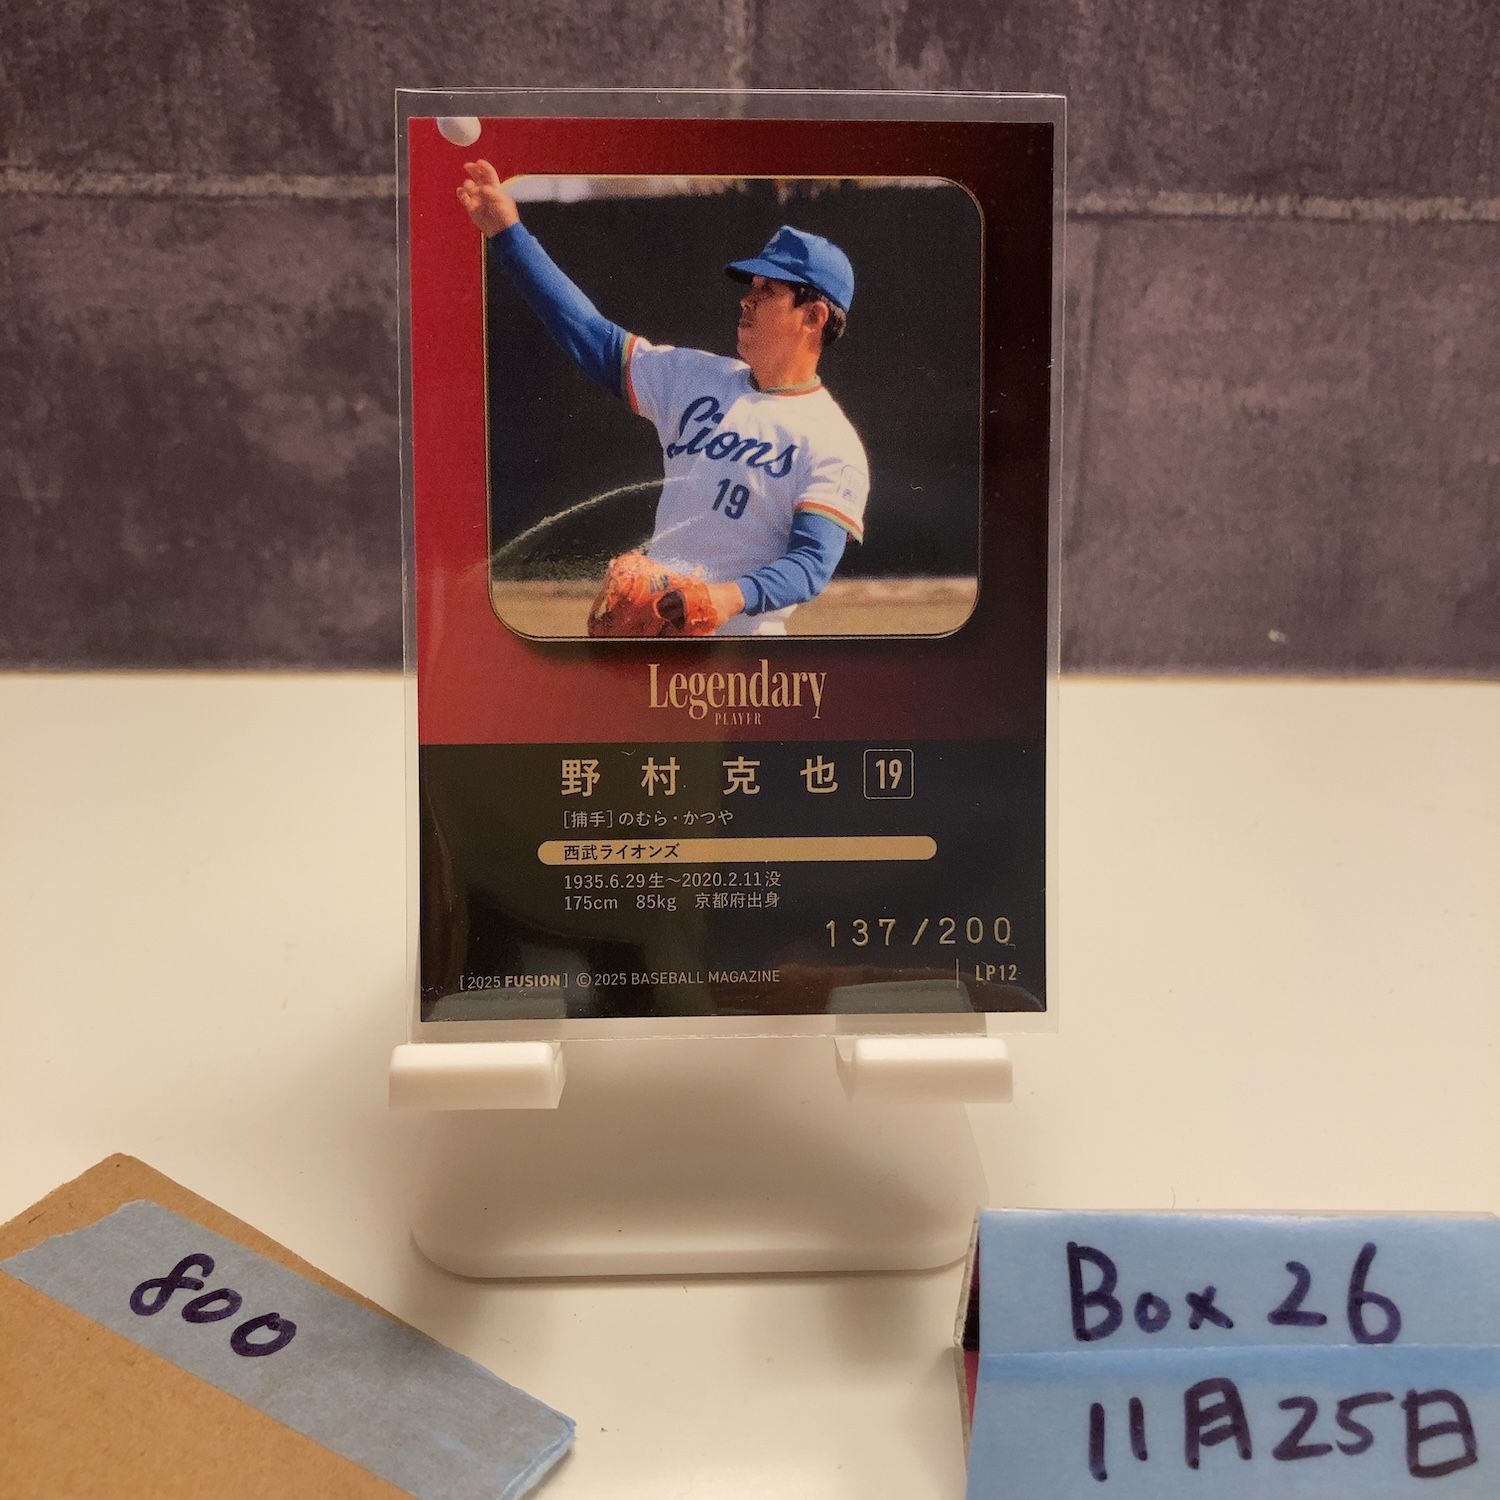 Lions
19
Legendary
PLAYER
野村克也 19
[捕手]のむら・かつや
西武ライオンズ
1935.6.29生〜2020.2.11没
175cm 85kg 京都府出身
137/200
[2025 FUSION] ©2025 BASEBALL MAGAZINE LP12
800
Box 26
11月25日